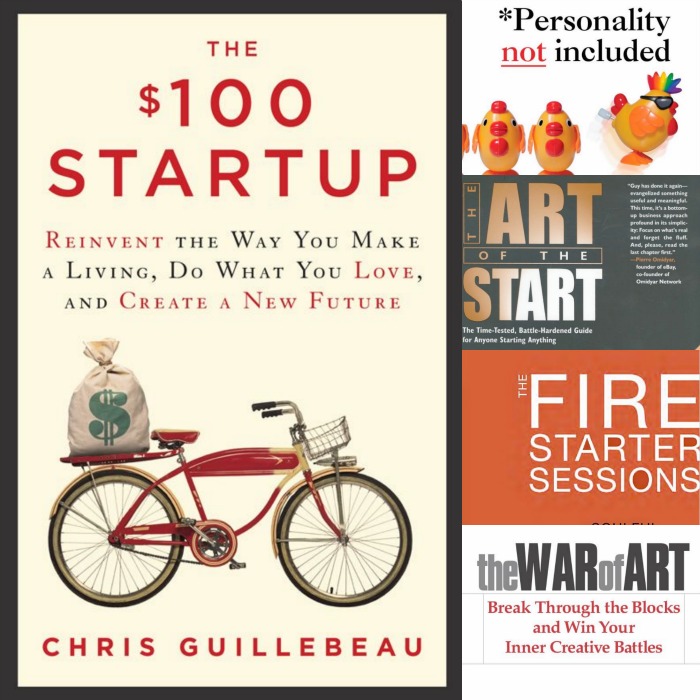 THE
$100
STARTUP
REINVENT THE WAY YOU MAKE
A LIVING, DO WHAT YOU LOVE,
AND CREATE A NEW FUTURE
$
CHRIS GUILLEBEAU
*Personality
not included
THE
ART
OF THE
START
The Time-Tested, Battle-Hardened Guide
for Anyone Starting Anything
"Guy has done it again—
evangelized something
useful and meaningful.
This time, it's a bottom-
up business approach
profound in its simplic-
ity: Focus on what's real
and forget the fluff.
And, please, read the
last chapter first."
—Pierre Omidyar,
founder of eBay,
co-founder of
Omidyar Network
THE
FIRE
STARTER
SESSIONS
theWARofART
Break Through the Blocks
and Win Your
Inner Creative Battles